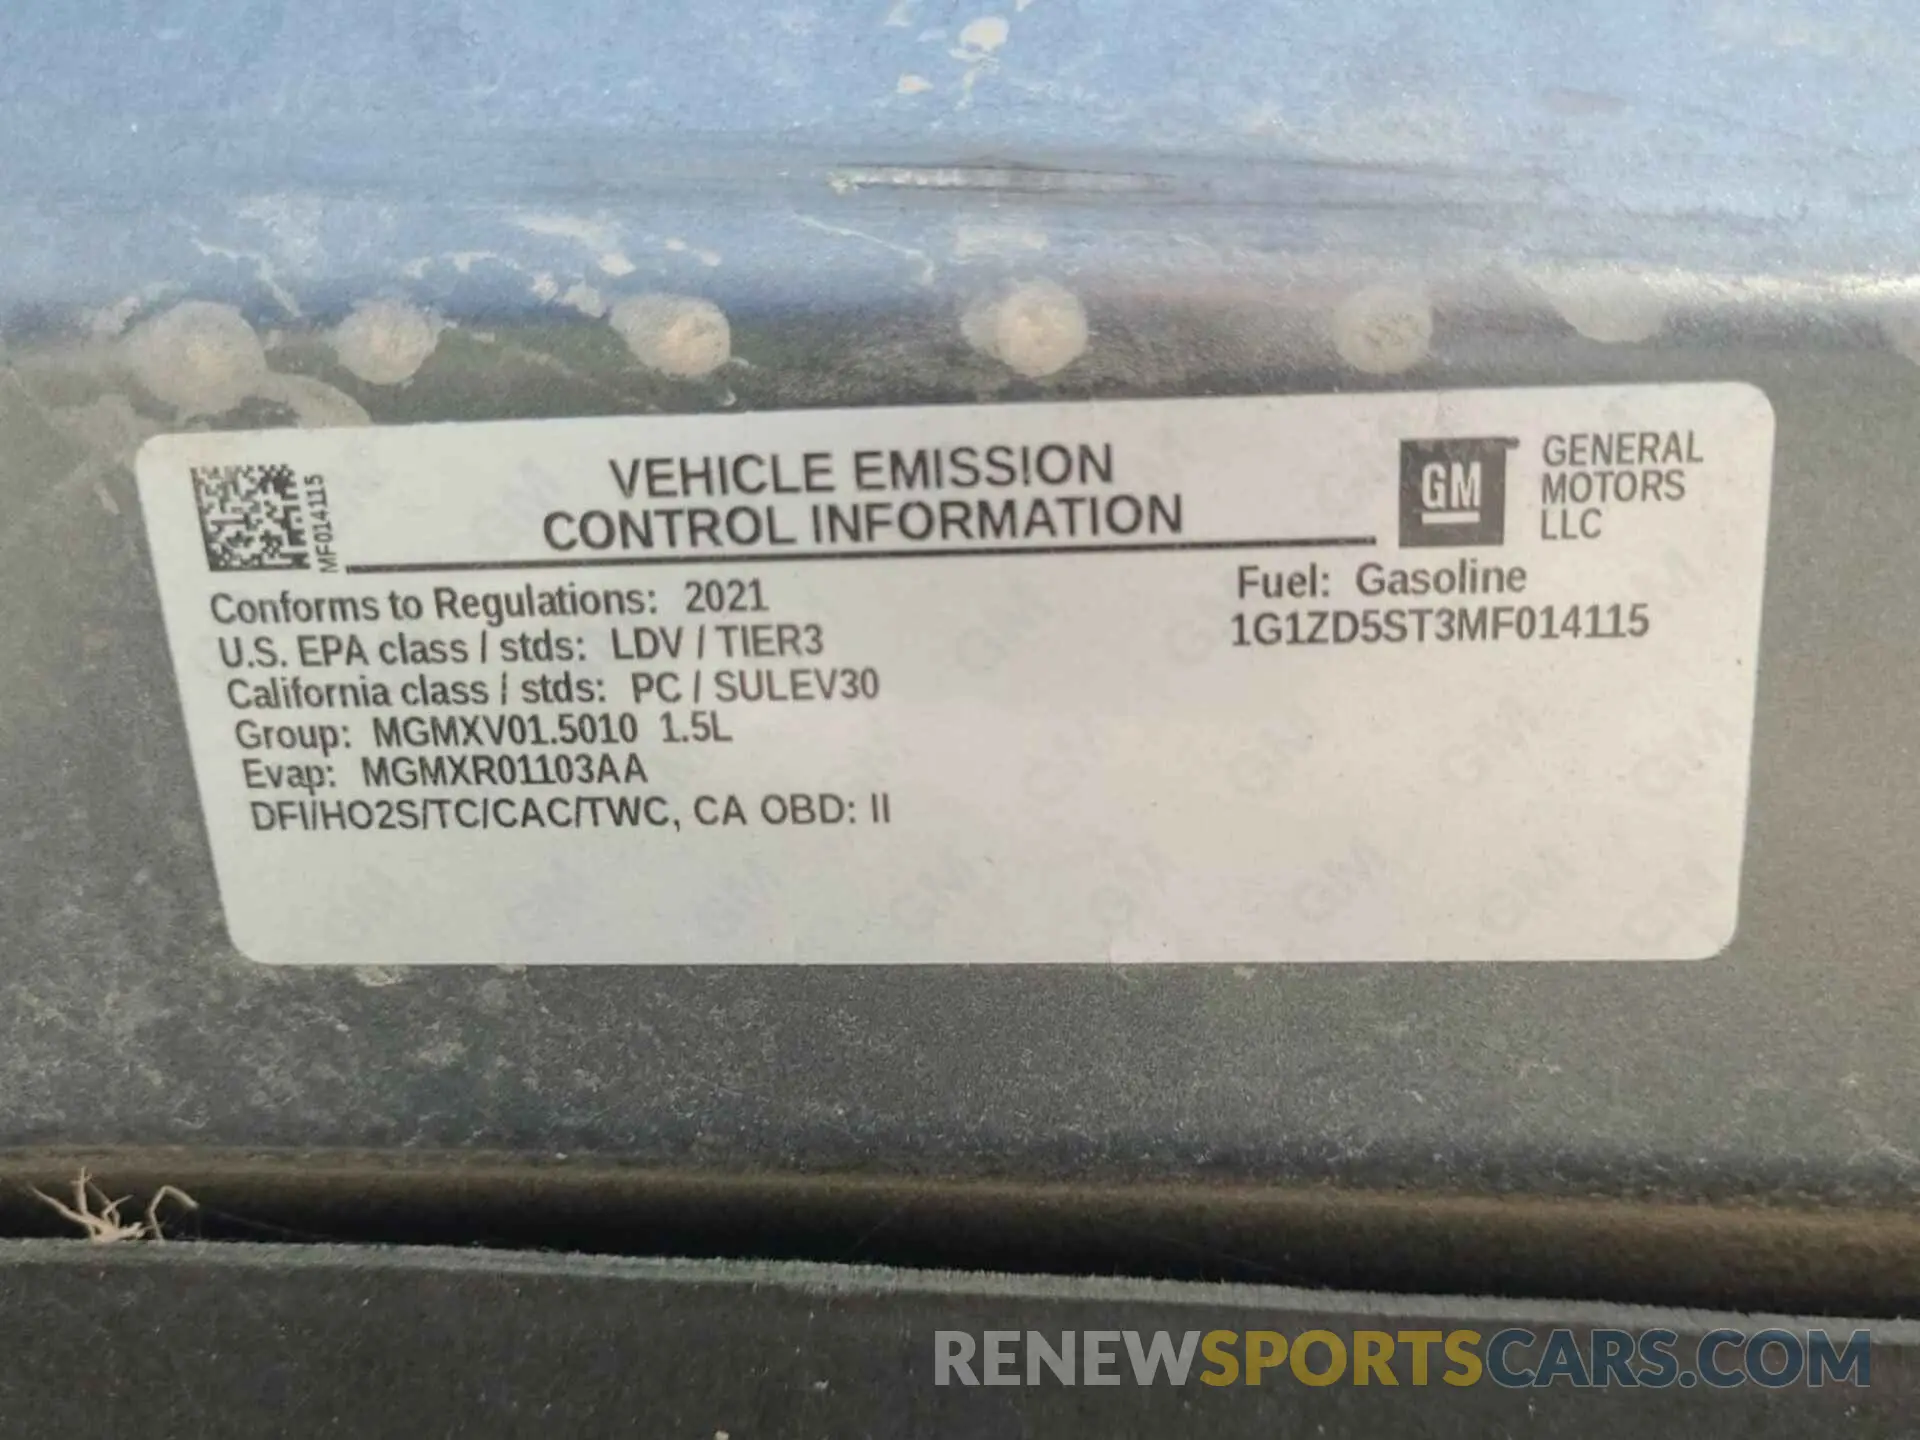 MF014115
VEHICLE EMISSION
CONTROL INFORMATION
GM
GENERAL
MOTORS
LLC
Conforms to Regulations: 2021
U.S. EPA class / stds: LDV / TIER3
California class / stds: PC / SULEV30
Group: MGMXV01.5010 1.5L
Evap: MGMXR01103AA
DFI/HO2S/TC/CAC/TWC, CA OBD: II
Fuel: Gasoline
1G1ZD5ST3MF014115
RENEWSPORTSCARS.COM